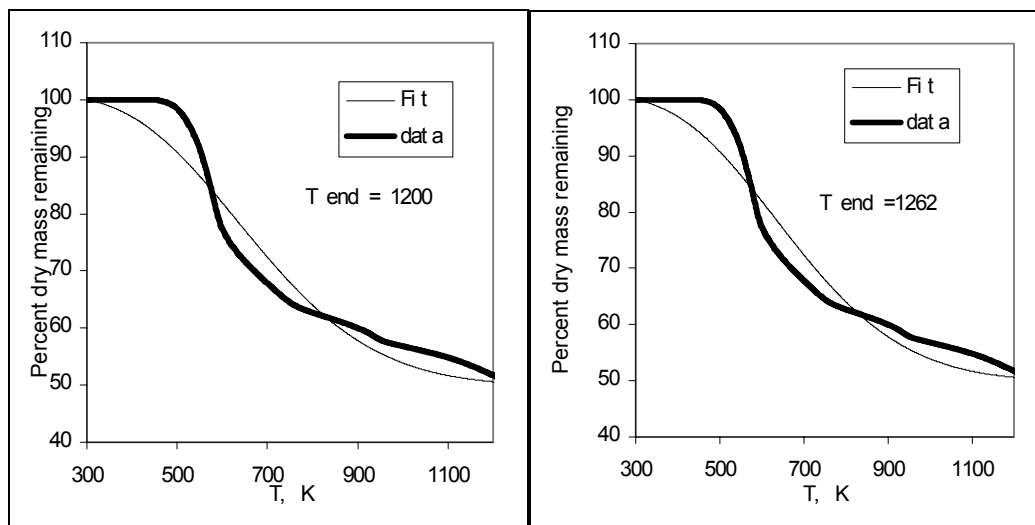 110
100
90
80
70
60
50
40
Percent dry mass remaining
Fi t
dat a
T end = 1200
300 500 700 900 1100
T, K
110
100
90
80
70
60
50
40
Percent dry mass remaining
Fi t
dat a
T end =1262
300 500 700 900 1100
T, K